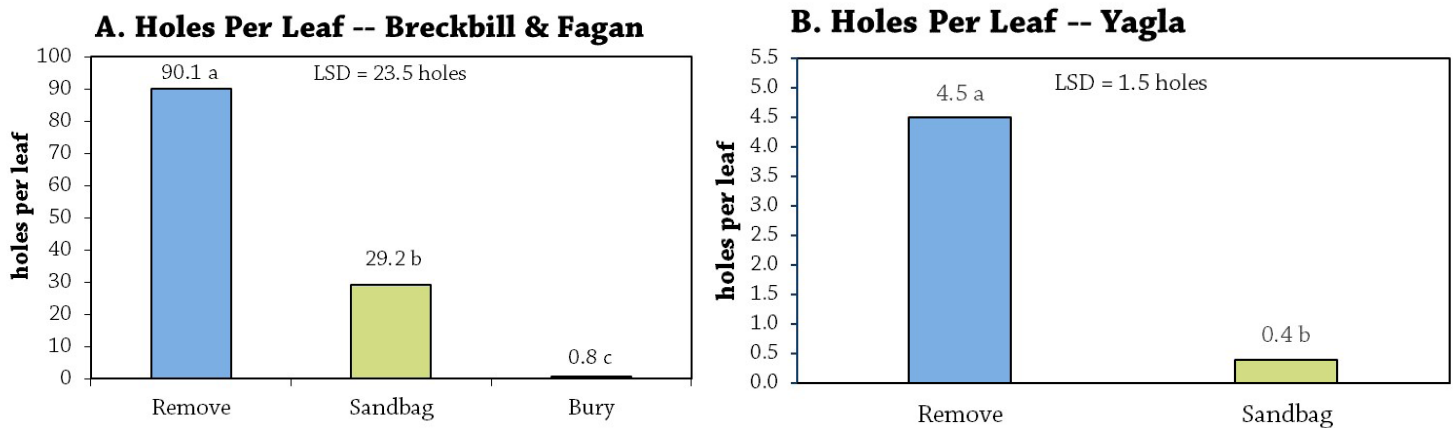 A. Holes Per Leaf -- Breckbill & Fagan
LSD = 23.5 holes
holes per leaf
100
90
80
70
60
50
40
30
20
10
0
90.1 a
29.2 b
0.8 c
Remove
Sandbag
Bury
B. Holes Per Leaf -- Yagla
LSD = 1.5 holes
holes per leaf
5.5
5.0
4.5
4.0
3.5
3.0
2.5
2.0
1.5
1.0
0.5
0.0
4.5 a
0.4 b
Remove
Sandbag